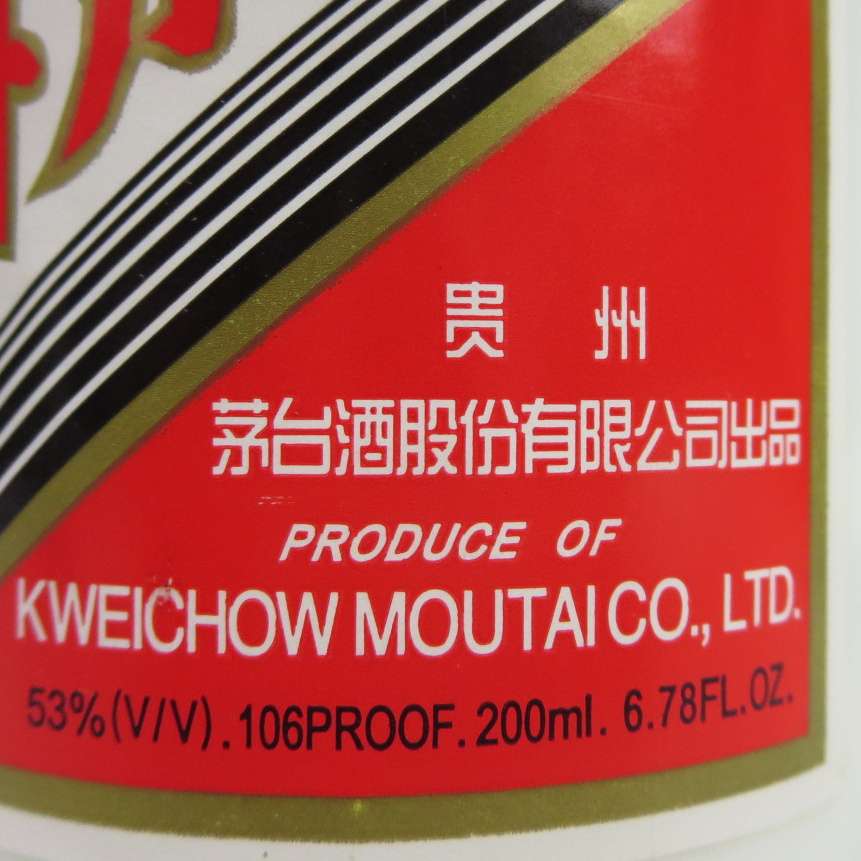 贵州
茅台酒股份有限公司出品
PRODUCE OF
KWEICHOW MOUTAI CO., LTD.
53%(V/V).106PROOF.200ml. 6.78FL.OZ.